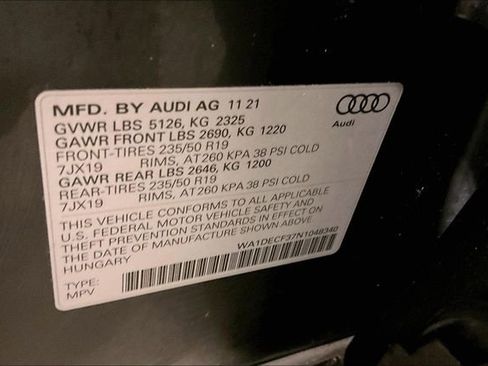 MFD. BY AUDI AG 11 21
GVWR LBS 5126, KG 2325
GAWR FRONT LBS 2690, KG 1220
FRONT-TIRES 235/50 R19
7JX19 RIMS, AT260 KPA 38 PSI COLD
GAWR REAR LBS 2646, KG 1200
REAR-TIRES 235/50 R19
7JX19 RIMS, AT260 KPA 38 PSI COLD
THIS VEHICLE CONFORMS TO ALL APPLICABLE
U.S. FEDERAL MOTOR VEHICLE SAFETY AND
THEFT PREVENTION STANDARDS IN EFFECT ON
THE DATE OF MANUFACTURE SHOWN ABOVE.
HUNGARY
WA1DECF37N1048340
TYPE:
MPV
Audi